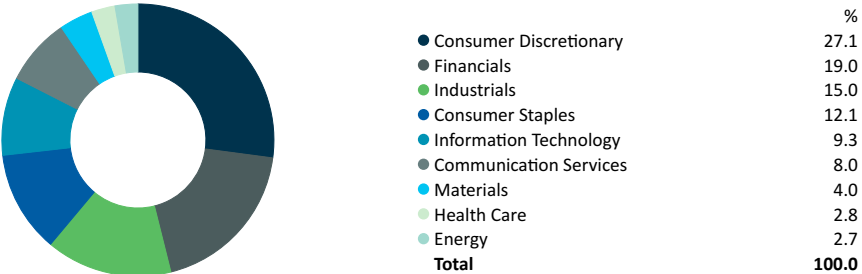 %
Consumer Discretionary 27.1
Financials 19.0
Industrials 15.0
Consumer Staples 12.1
Information Technology 9.3
Communication Services 8.0
Materials 4.0
Health Care 2.8
Energy 2.7
Total 100.0